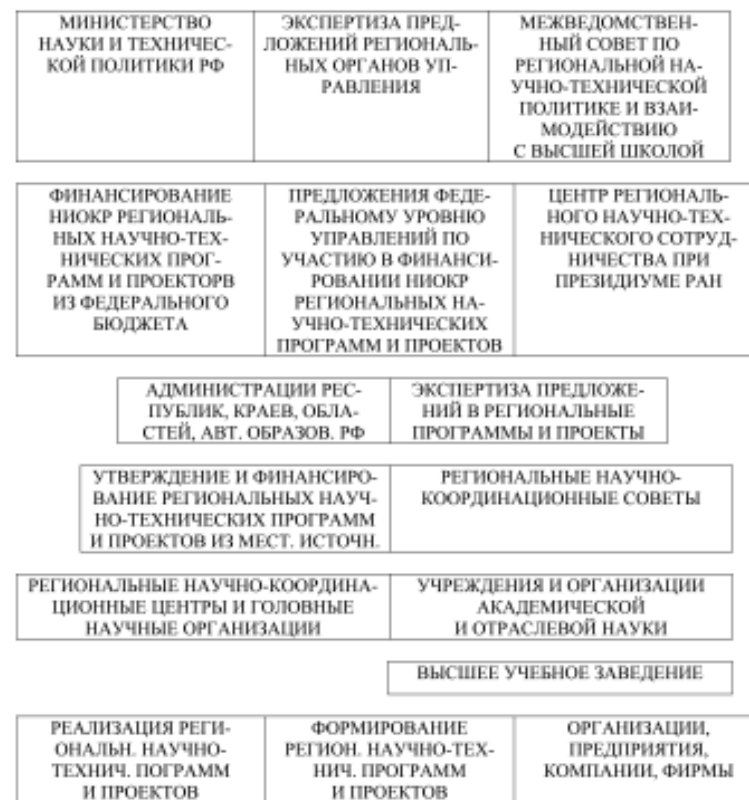 МИНИСТЕРСТВО
НАУКИ И ТЕХНИЧЕС-
КОЙ ПОЛИТИКИ РФ
ЭКСПЕРТИЗА ПРЕД-
ЛОЖЕНИЙ РЕГИОНАЛЬ-
НЫХ ОРГАНОВ УП-
РАВЛЕНИЯ
МЕЖВЕДОМСТВЕН-
НЫЙ СОВЕТ ПО
РЕГИОНАЛЬНОЙ НА-
УЧНО-ТЕХНИЧЕСКОЙ
ПОЛИТИКЕ И ВЗАИ-
МОДЕЙСТВИЮ
С ВЫСШЕЙ ШКОЛОЙ
ФИНАНСИРОВАНИЕ
НИОКР РЕГИОНАЛЬ-
НЫХ НАУЧНО-ТЕХ-
НИЧЕСКИХ ПРОГ-
РАММ И ПРОЕКТОРВ
ИЗ ФЕДЕРАЛЬНОГО
БЮДЖЕТА
ПРЕДЛОЖЕНИЯ ФЕДЕ-
РАЛЬНОМУ УРОВНЮ
УПРАВЛЕНИЙ ПО
УЧАСТИЮ В ФИНАНСИ-
РОВАНИИ НИОКР
РЕГИОНАЛЬНЫХ НА-
УЧНО-ТЕХНИЧЕСКИХ
ПРОГРАММ И ПРОЕКТОВ
ЦЕНТР РЕГИОНАЛЬ-
НОГО НАУЧНО-ТЕХ-
НИЧЕСКОГО СОТРУД-
НИЧЕСТВА ПРИ
ПРЕЗИДИУМЕ РАН
АДМИНИСТРАЦИИ РЕС-
ПУБЛИК, КРАЕВ, ОБЛА-
СТЕЙ, АВТ. ОБРАЗОВ. РФ
ЭКСПЕРТИЗА ПРЕДЛОЖЕ-
НИЙ В РЕГИОНАЛЬНЫЕ
ПРОГРАММЫ И ПРОЕКТЫ
УТВЕРЖДЕНИЕ И ФИНАНСИРО-
ВАНИЕ РЕГИОНАЛЬНЫХ НАУЧ-
НО-ТЕХНИЧЕСКИХ ПРОГРАММ
И ПРОЕКТОВ ИЗ МЕСТ. ИСТОЧН.
РЕГИОНАЛЬНЫЕ НАУЧНО-
КООРДИНАЦИОННЫЕ СОВЕТЫ
РЕГИОНАЛЬНЫЕ НАУЧНО-КООРДИНА-
ЦИОННЫЕ ЦЕНТРЫ И ГОЛОВНЫЕ
НАУЧНЫЕ ОРГАНИЗАЦИИ
УЧРЕЖДЕНИЯ И ОРГАНИЗАЦИИ
АКАДЕМИЧЕСКОЙ
И ОТРАСЛЕВОЙ НАУКИ
ВЫСШЕЕ УЧЕБНОЕ ЗАВЕДЕНИЕ
РЕАЛИЗАЦИЯ РЕГИ-
ОНАЛЬН. НАУЧНО-
ТЕХНИЧ. ПОГРАММ
И ПРОЕКТОВ
ФОРМИРОВАНИЕ
РЕГИОН. НАУЧНО-ТЕХ-
НИЧ. ПРОГРАММ
И ПРОЕКТОВ
ОРГАНИЗАЦИИ,
ПРЕДПРИЯТИЯ,
КОМПАНИИ, ФИРМЫ